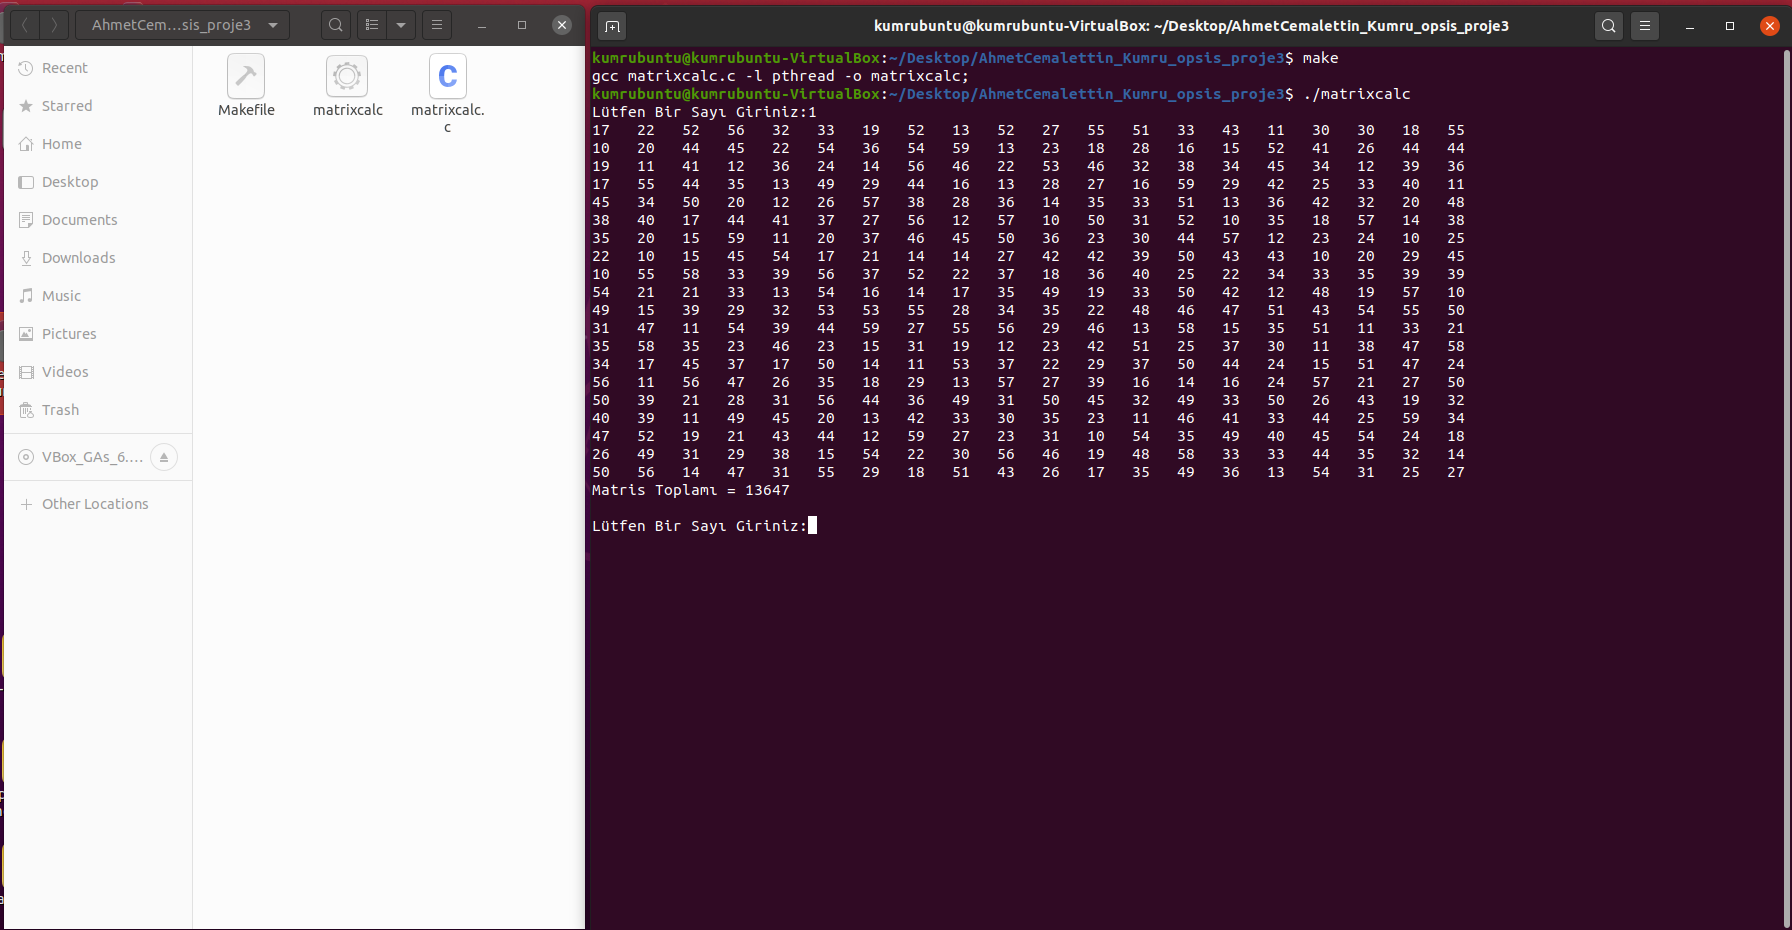 AhmetCem...sis_proje3
Recent
Starred
Home
Desktop
Documents
Downloads
Music
Pictures
Videos
Trash
VBox_GAs_6....
Other Locations
Makefile
matrixcalc
matrixcalc.
c
kumrubuntu@kumrubuntu-VirtualBox: ~/Desktop/AhmetCemalettin_Kumru_opsis_proje3
kumrubuntu@kumrubuntu-VirtualBox:~/Desktop/AhmetCemalettin_Kumru_opsis_proje3$ make
gcc matrixcalc.c -l pthread -o matrixcalc;
kumrubuntu@kumrubuntu-VirtualBox:~/Desktop/AhmetCemalettin_Kumru_opsis_proje3$ ./matrixcalc
Lütfen Bir Sayı Giriniz:1
17 22 52 56 32 33 19 52 13 52 27 55 51 33 43 11 30 30 18 55
10 20 44 45 22 54 36 54 59 13 23 18 28 16 15 52 41 26 44 44
19 11 41 12 36 24 14 56 46 22 53 46 32 38 34 45 34 12 39 36
17 55 44 35 13 49 29 44 16 13 28 27 16 59 29 42 25 33 40 11
45 34 50 20 12 26 57 38 28 36 14 35 33 51 13 36 42 32 20 48
38 40 17 44 41 37 27 56 12 57 10 50 31 52 10 35 18 57 14 38
35 20 15 59 11 20 37 46 45 50 36 23 30 44 57 12 23 24 10 25
22 10 15 45 54 17 21 14 14 27 42 42 39 50 43 43 10 20 29 45
10 55 58 33 39 56 37 52 22 37 18 36 40 25 22 34 33 35 39 39
54 21 21 33 13 54 16 14 17 35 49 19 33 50 42 12 48 19 57 10
49 15 39 29 32 53 53 55 28 34 35 22 48 46 47 51 43 54 55 50
31 47 11 54 39 44 59 27 55 56 29 46 13 58 15 35 51 11 33 21
35 58 35 23 46 23 15 31 19 12 23 42 51 25 37 30 11 38 47 58
34 17 45 37 17 50 14 11 53 37 22 29 37 50 44 24 15 51 47 24
56 11 56 47 26 35 18 29 13 57 27 39 16 14 16 24 57 21 27 50
50 39 21 28 31 56 44 36 49 31 50 45 32 49 33 50 26 43 19 32
40 39 11 49 45 20 13 42 33 30 35 23 11 46 41 33 44 25 59 34
47 52 19 21 43 44 12 59 27 23 31 10 54 35 49 40 45 54 24 18
26 49 31 29 38 15 54 22 30 56 46 19 48 58 33 33 44 35 32 14
50 56 14 47 31 55 29 18 51 43 26 17 35 49 36 13 54 31 25 27
Matris Toplamı = 13647
Lütfen Bir Sayı Giriniz: